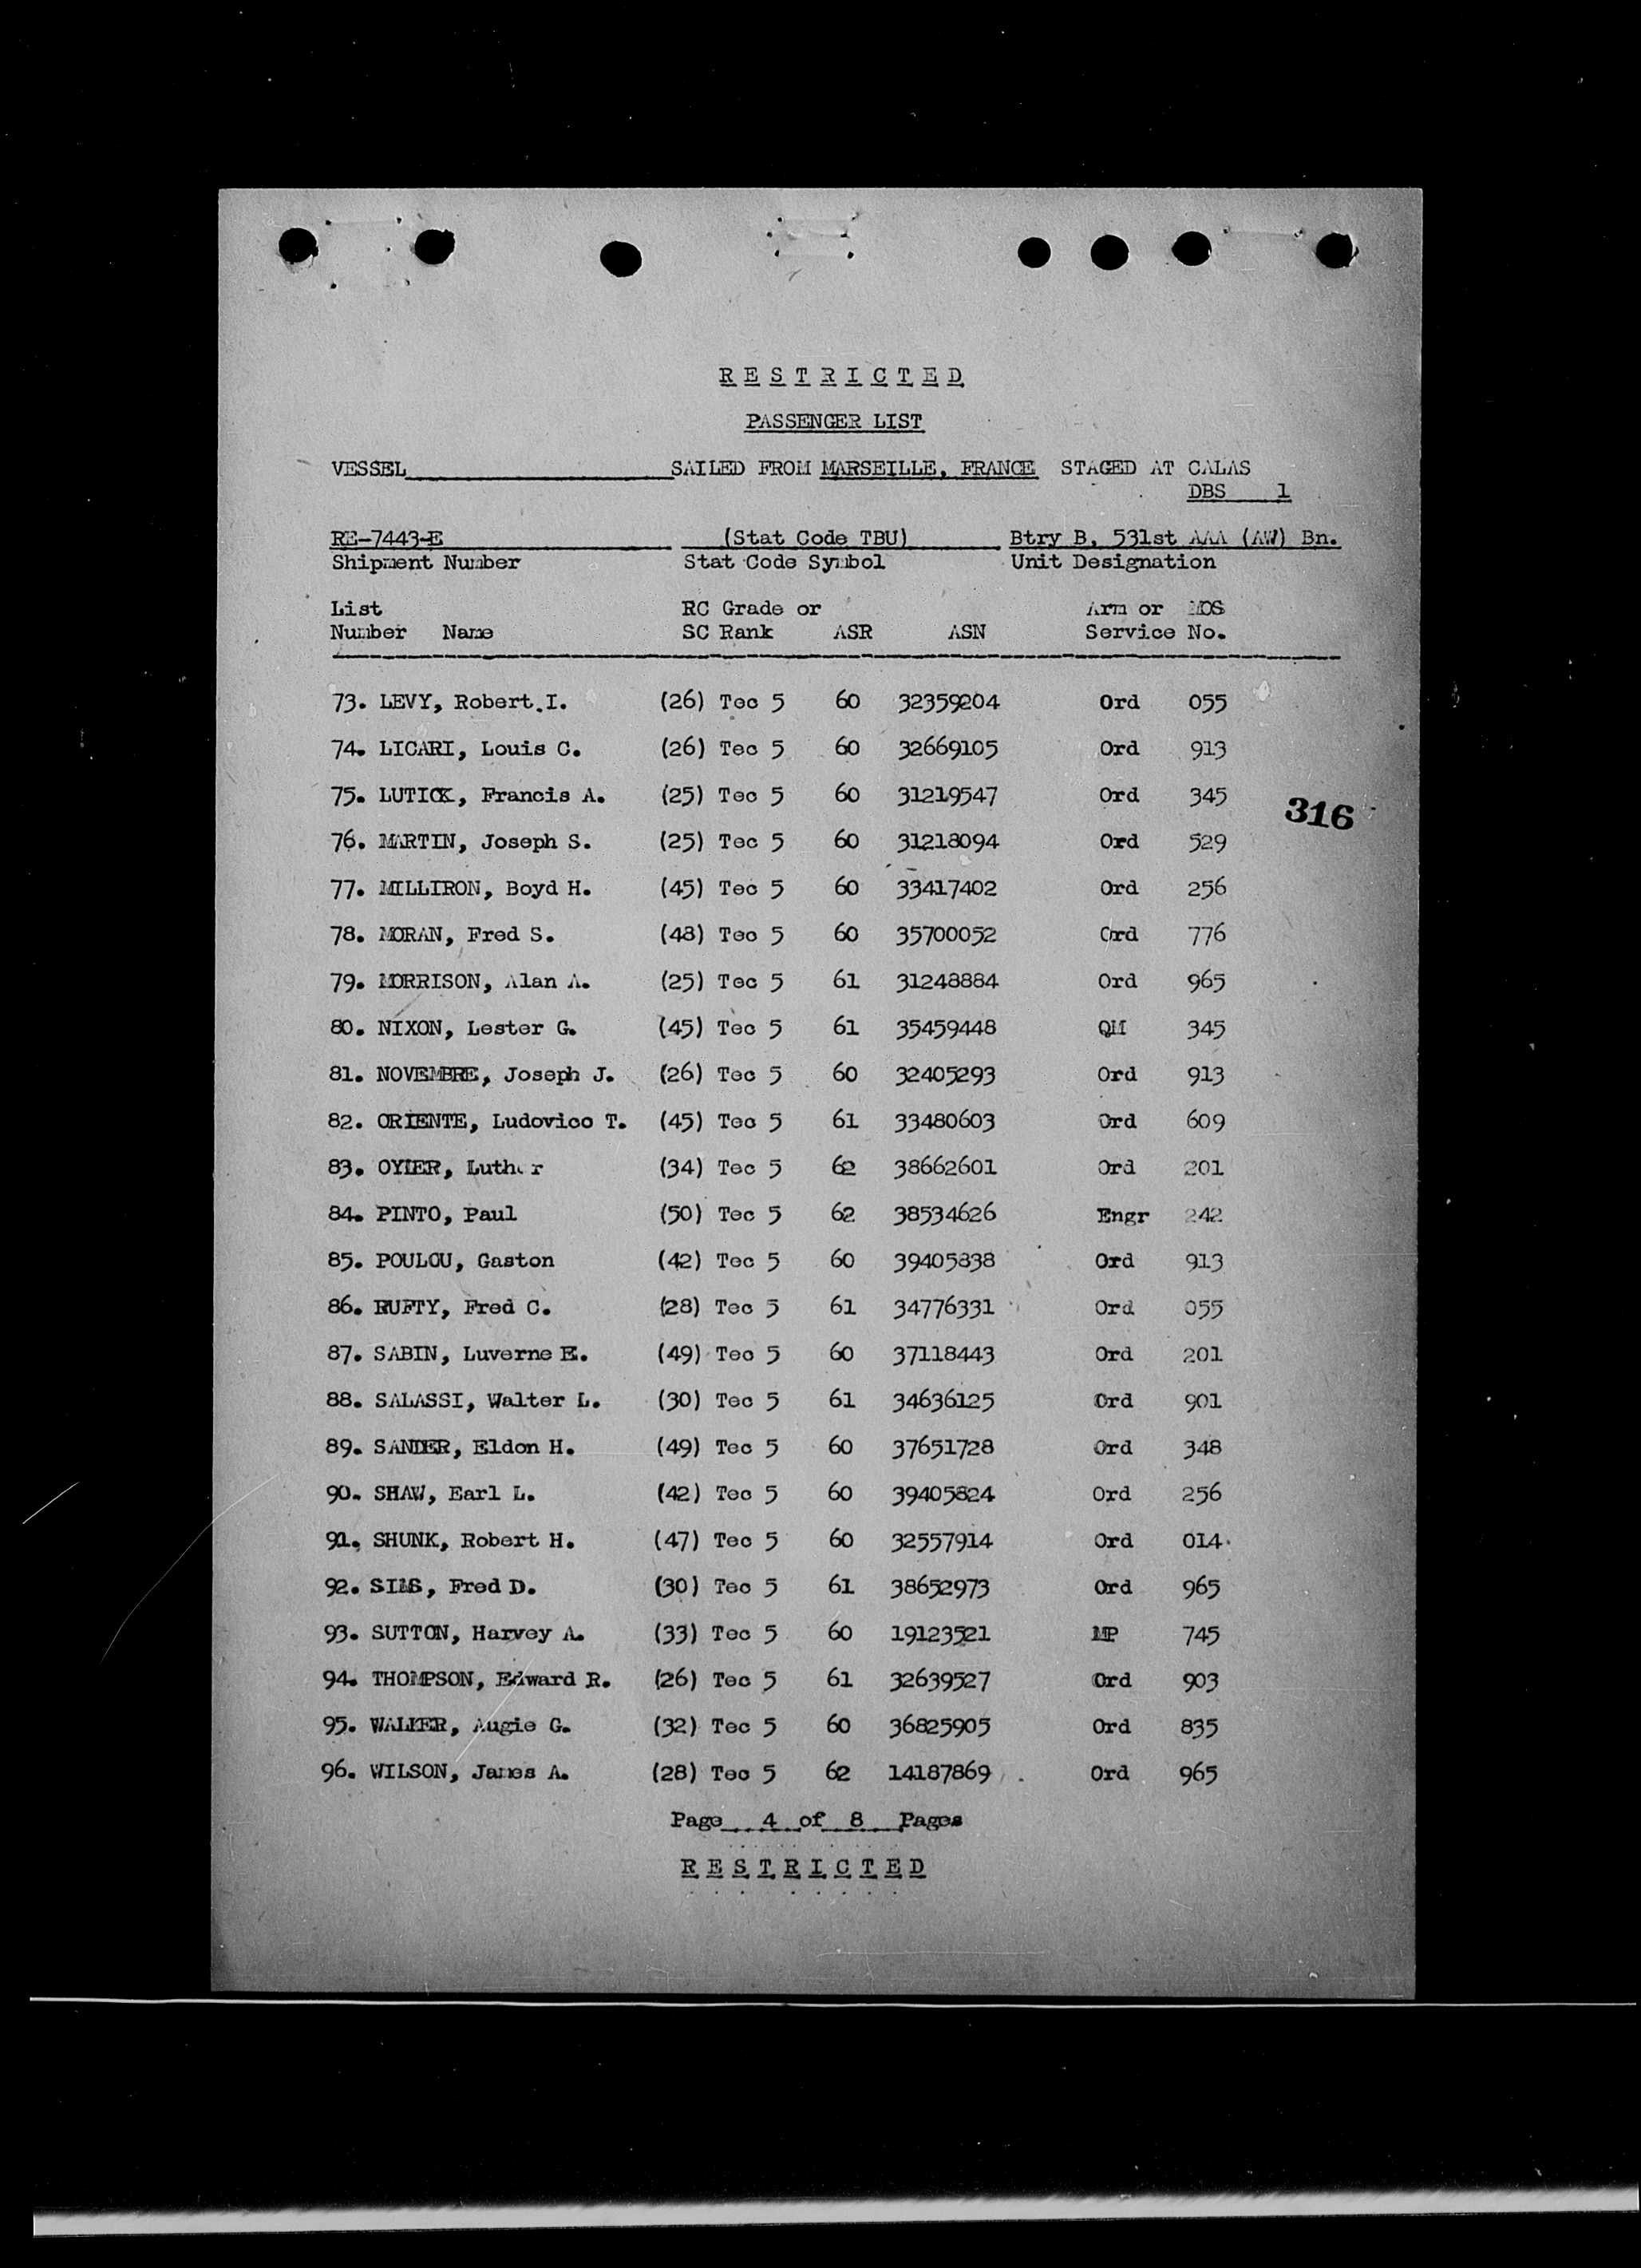 RESTRICTED
PASSENGER LIST
VESSEL SAILED FROM MARSEILLE, FRANCE STAGED AT CALAS
DBS 1
RE-7443-E (Stat Code TBU) Btry B, 531st AAA (AW) Bn.
Shipment Number Stat Code Symbol Unit Designation
List RC Grade or Arm or MOS
Number Name SC Rank ASR ASN Service No.
73. LEVY, Robert.I. (26) Tec 5 60 32359204 Ord 055
74. LICARI, Louis C. (26) Tec 5 60 32669105 Ord 913
75. LUTICK, Francis A. (25) Tec 5 60 31219547 Ord 345
316
76. MARTIN, Joseph S. (25) Tec 5 60 31218094 Ord 529
77. MILLIRON, Boyd H. (45) Tec 5 60 33417402 Ord 256
78. MORAN, Fred S. (48) Tec 5 60 35700052 Ord 776
79. MORRISON, Alan A. (25) Tec 5 61 31248884 Ord 965
80. NIXON, Lester G. (45) Tec 5 61 35459448 QM 345
81. NOVEMBRE, Joseph J. (26) Tec 5 60 32405293 Ord 913
82. ORIENTE, Ludovico T. (45) Tec 5 61 33480603 Ord 609
83. OYLER, Luther (34) Tec 5 62 38662601 Ord 201
84. PINTO, Paul (50) Tec 5 62 38534626 Engr 242
85. POULOU, Gaston (42) Tec 5 60 39405838 Ord 913
86. RUFTY, Fred C. (28) Tec 5 61 34776331 Ord 055
87. SABIN, Luverne E. (49) Tec 5 60 37118443 Ord 201
88. SALASSI, Walter L. (30) Tec 5 61 34636125 Ord 901
89. SANDER, Eldon H. (49) Tec 5 60 37651728 Ord 348
90. SHAW, Earl L. (42) Tec 5 60 39405824 Ord 256
91. SHUNK, Robert H. (47) Tec 5 60 32557914 Ord 014
92. SIMS, Fred D. (30) Tec 5 61 38652973 Ord 965
93. SUTTON, Harvey A. (33) Tec 5 60 19123521 MP 745
94. THOMPSON, Edward R. (26) Tec 5 61 32639527 Ord 903
95. WALKER, Augie G. (32) Tec 5 60 36825905 Ord 835
96. WILSON, James A. (28) Tec 5 62 14187869 Ord 965
Page 4 of 8 Pages
RESTRICTED